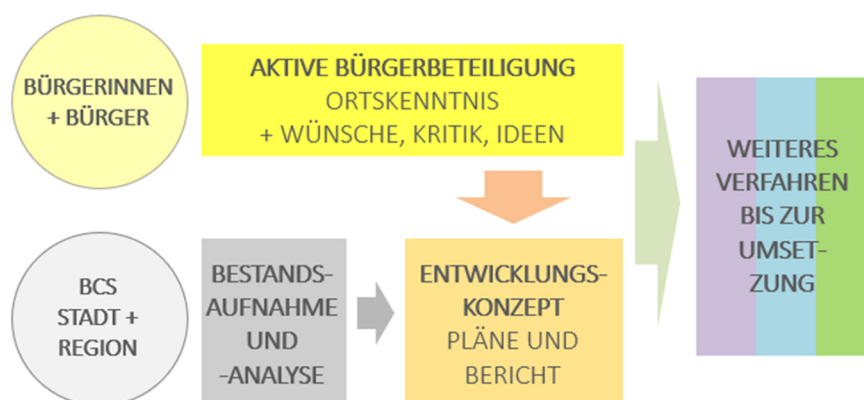 BÜRGERINNEN
+ BÜRGER
AKTIVE BÜRGERBETEILIGUNG
ORTSKENNTNIS
+ WÜNSCHE, KRITIK, IDEEN
BCS
STADT +
REGION
BESTANDS-
AUFNAHME
UND
-ANALYSE
ENTWICKLUNGS-
KONZEPT
PLÄNE UND
BERICHT
WEITERES
VERFAHREN
BIS ZUR
UMSET-
ZUNG